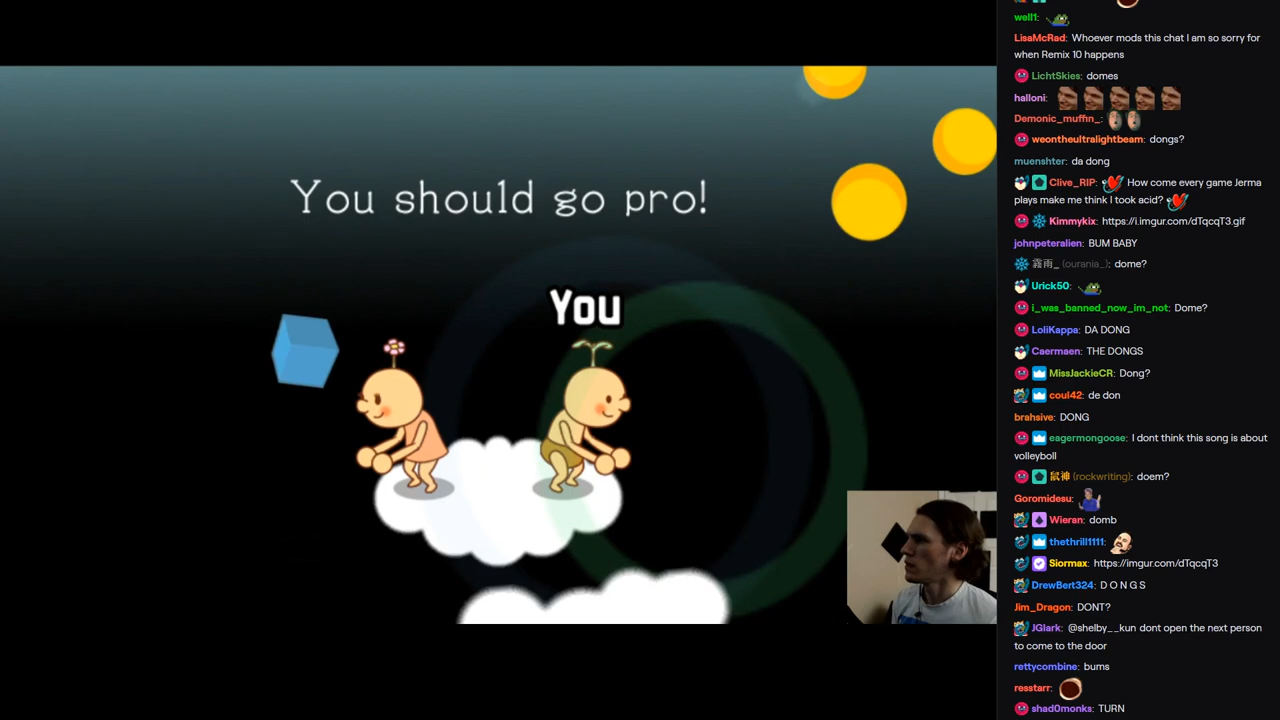 You should go pro!
You
well1:
LisaMcRad: Whoever mods this chat I am so sorry for
when Remix 10 happens
LichtSkies: domes
halloni:
Demonic_muffin_:
weontheultralightbeam: dongs?
muenshter: da dong
Clive_RIP: How come every game Jerma
plays make me think I took acid?
Kimmykix: https://i.imgur.com/dTqcqT3.gif
johnpeteralien: BUM BABY
霧雨_ (ourania_): dome?
Urick50:
i_was_banned_now_im_not: Dome?
LoliKappa: DA DONG
Caermaen: THE DONGS
MissJackieCR: Dong?
coul42: de don
brahsive: DONG
eagermongoose: I dont think this song is about
volleyboll
鼠神 (rockwriting): doem?
Goromidesu:
Wieran: domb
thethrill1111:
Siormax: https://imgur.com/dTqcqT3
DrewBert324: D O N G S
Jim_Dragon: DONT?
JGlark: @shelby__kun dont open the next person
to come to the door
rettycombine: bums
resstarr:
shad0monks: TURN